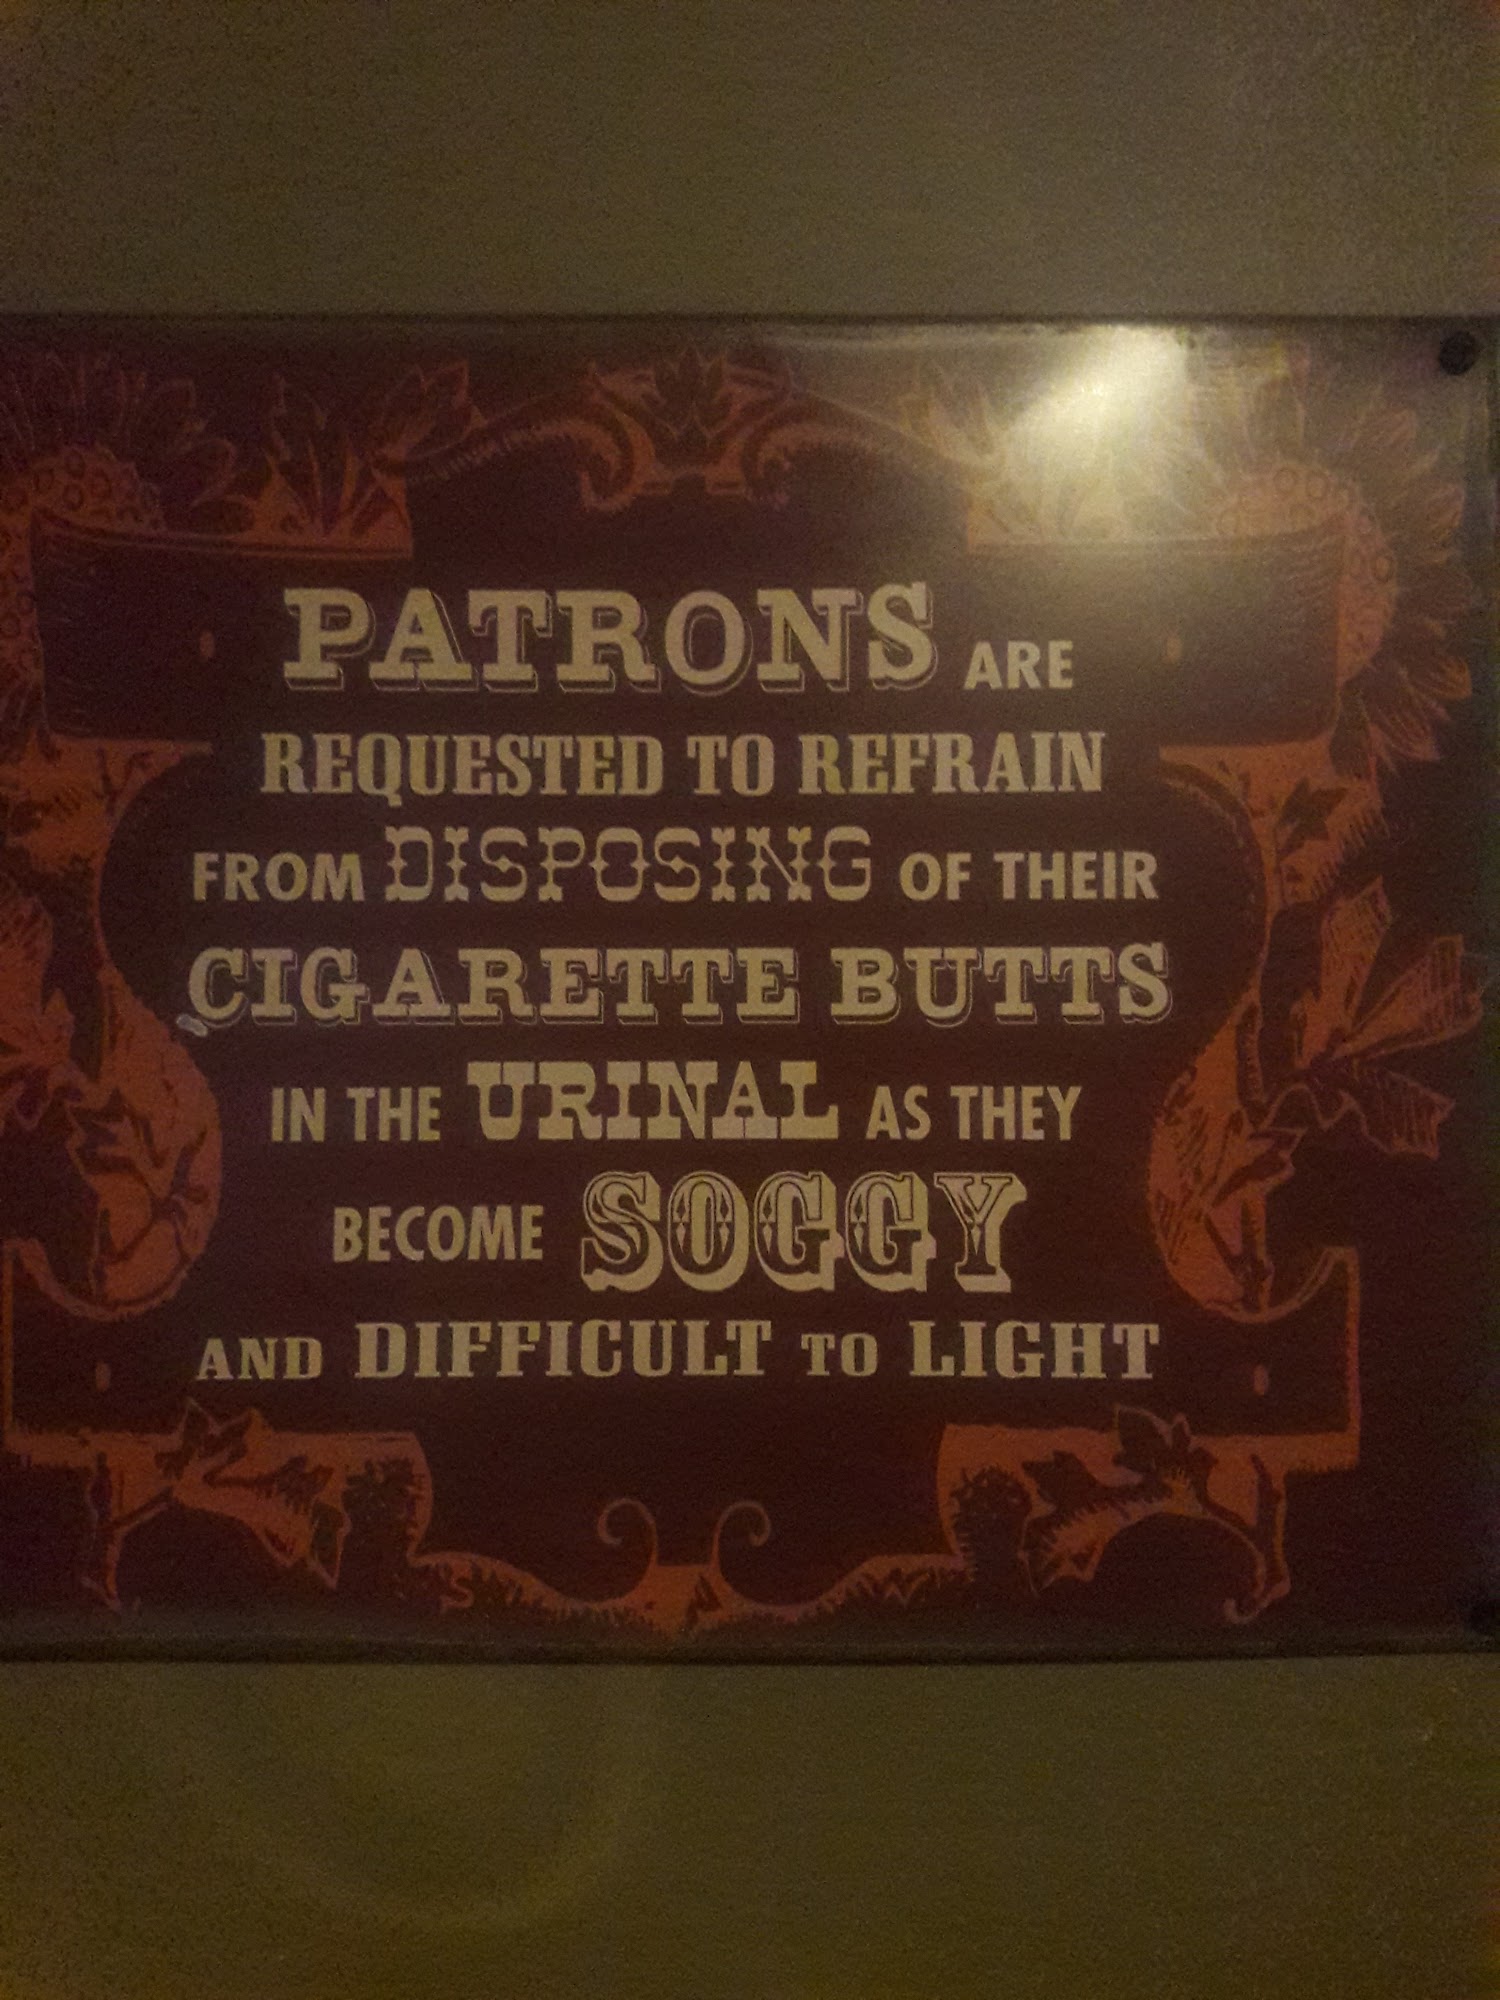 PATRONS ARE
REQUESTED TO REFRAIN
FROM DISPOSING OF THEIR
CIGARETTE BUTTS
IN THE URINAL AS THEY
BECOME SOGGY
AND DIFFICULT TO LIGHT